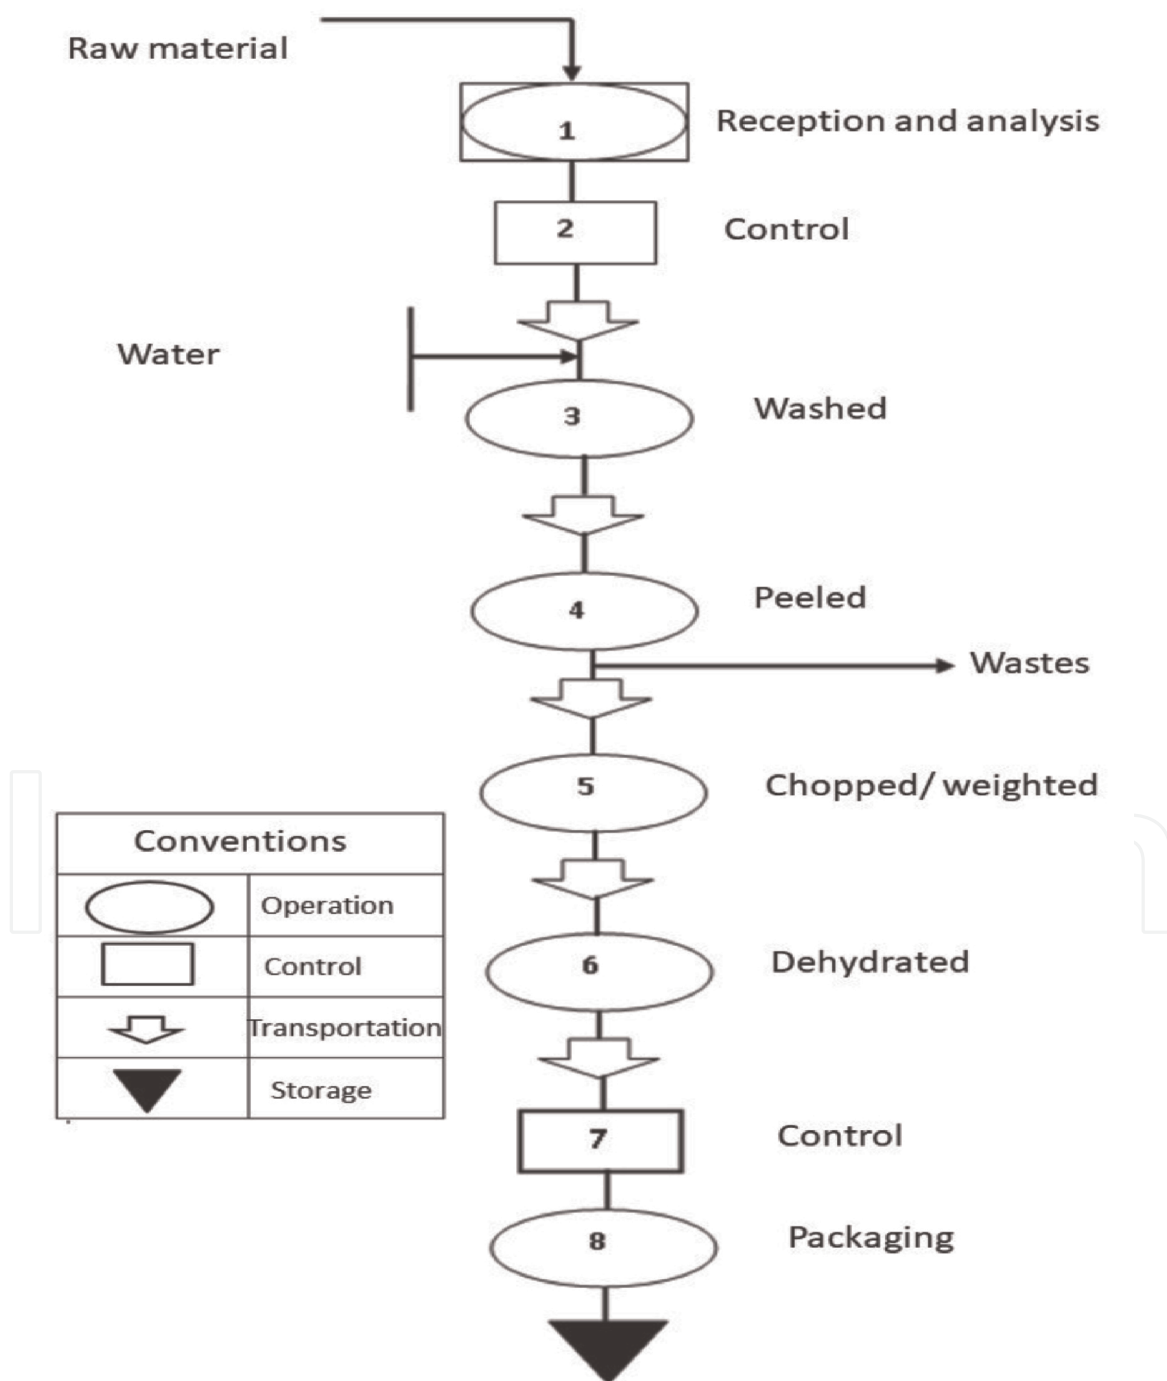 Raw material
1
Reception and analysis
2
Control
Water
3
Washed
4
Peeled
Wastes
5
Chopped/ weighted
Conventions
Operation
Control
Transportation
Storage
6
Dehydrated
7
Control
8
Packaging